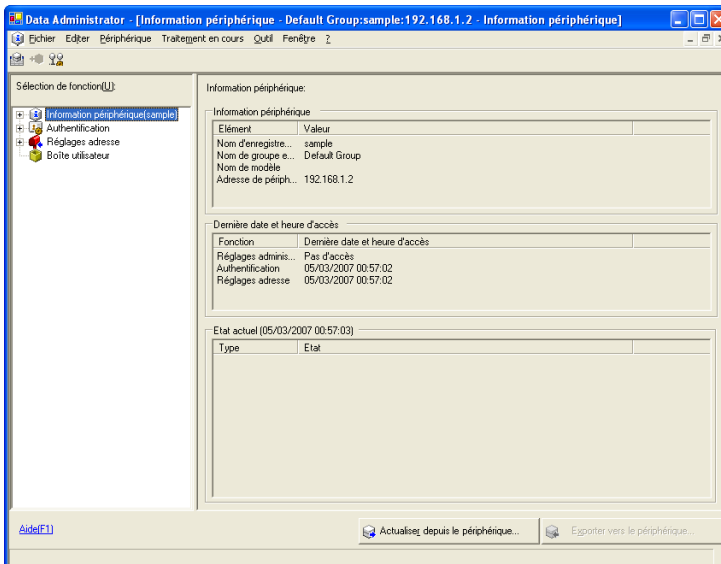 Data Administrator - [Information périphérique - Default Group:sample:192.168.1.2 - Information périphérique]
Fichier Editer Périphérique Traitement en cours Outil Fenêtre ?
Sélection de fonction(U):
Information périphérique(sample)
Authentification
Réglages adresse
Boîte utilisateur
Information périphérique:
Information périphérique
Elément Valeur
Nom d'enregistre... sample
Nom de groupe e... Default Group
Nom de modèle
Adresse de périph... 192.168.1.2
Dernière date et heure d'accès
Fonction Dernière date et heure d'accès
Réglages adminis... Pas d'accès
Authentification 05/03/2007 00:57:02
Réglages adresse 05/03/2007 00:57:02
Etat actuel (05/03/2007 00:57:03)
Type Etat
Aide(F1)
Actualiser depuis le périphérique...
Exporter vers le périphérique...